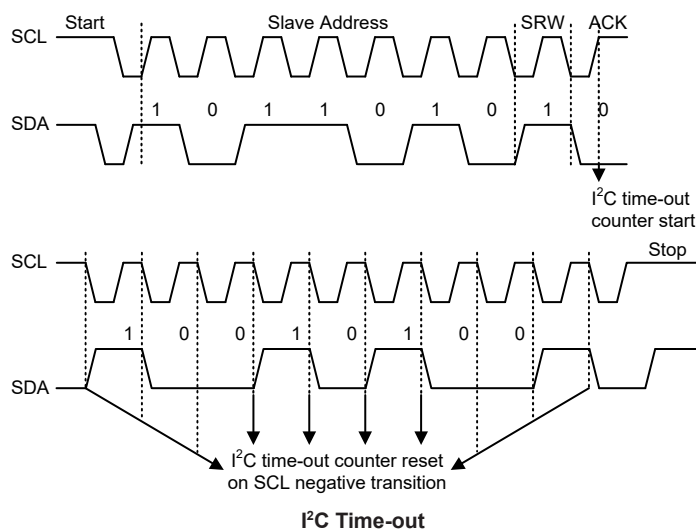 Start Slave Address SRW ACK
SCL
1 0 1 1 0 1 0 1 0
SDA
I²C time-out
counter start
SCL Stop
1 0 0 1 0 1 0 0
SDA
I²C time-out counter reset
on SCL negative transition
I²C Time-out